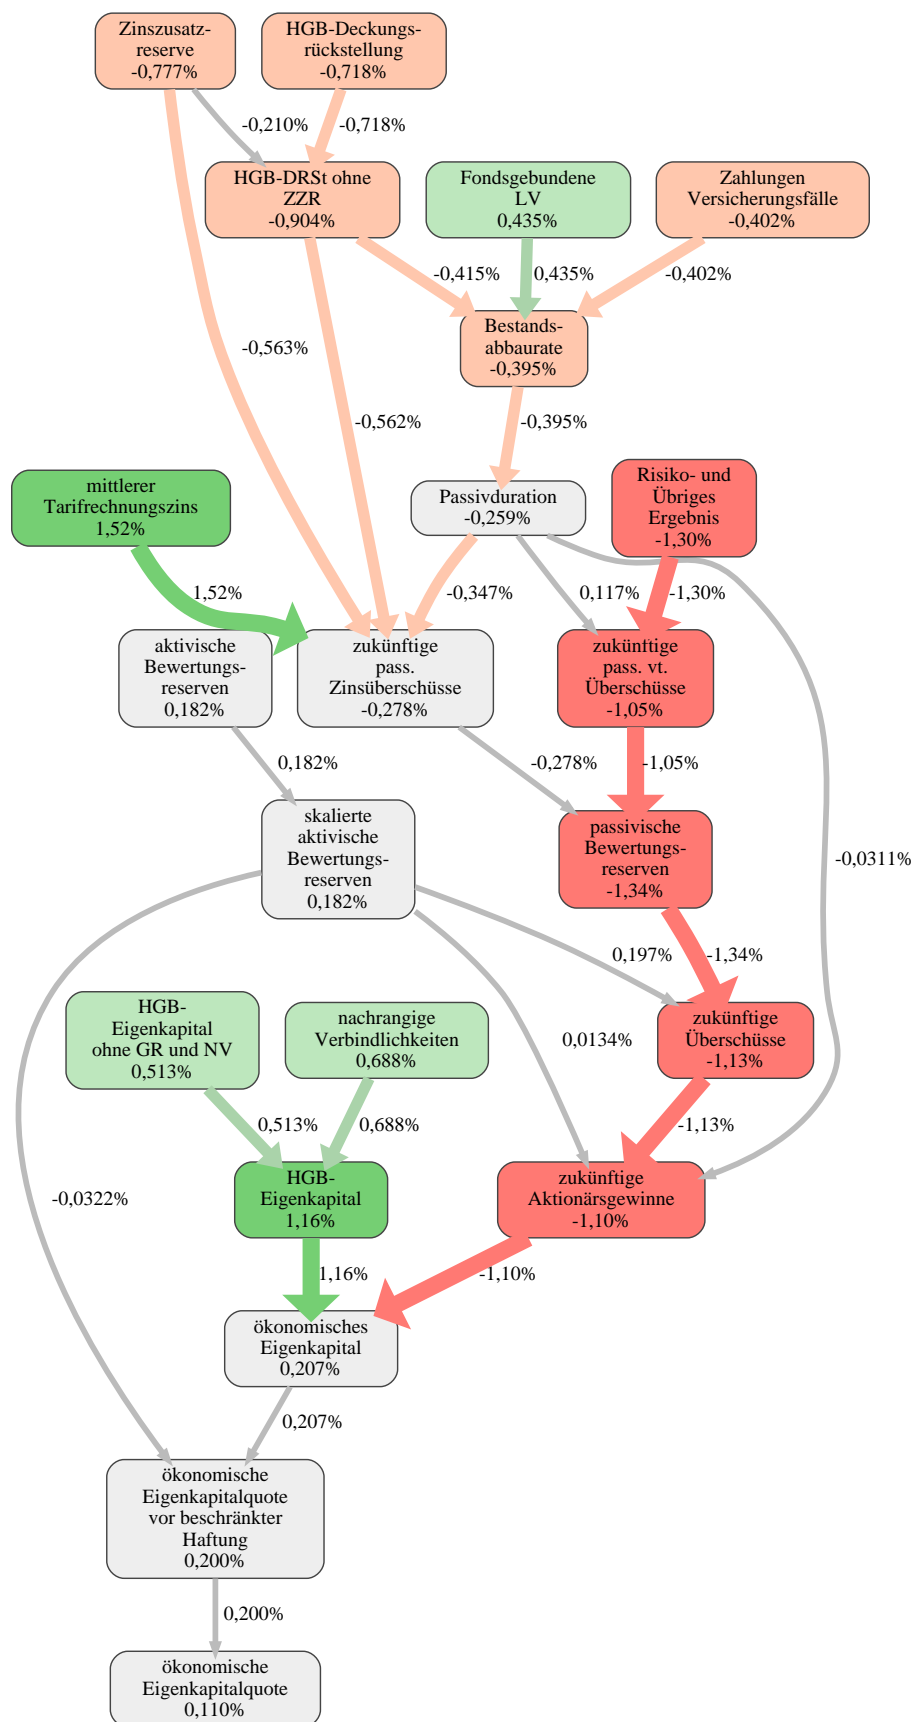 Zinszusatz-
reserve
-0,777%
HGB-Deckungs-
rückstellung
-0,718%
-0,210%
-0,718%
HGB-DRSt ohne
ZZR
-0,904%
Fondsgebundene
LV
0,435%
Zahlungen
Versicherungsfälle
-0,402%
-0,415%
0,435%
-0,402%
Bestands-
abbaurate
-0,395%
-0,563%
-0,562%
-0,395%
mittlerer
Tarifrechnungszins
1,52%
Passivduration
-0,259%
Risiko- und
Übriges
Ergebnis
-1,30%
1,52%
-0,347%
0,117%
-1,30%
aktivische
Bewertungs-
reserven
0,182%
zukünftige
pass.
Zinsüberschüsse
-0,278%
zukünftige
pass. vt.
Überschüsse
-1,05%
0,182%
-0,278%
-1,05%
skalierte
aktivische
Bewertungs-
reserven
0,182%
passivische
Bewertungs-
reserven
-1,34%
-0,0311%
0,197%
-1,34%
HGB-
Eigenkapital
ohne GR und NV
0,513%
nachrangige
Verbindlichkeiten
0,688%
0,0134%
zukünftige
Überschüsse
-1,13%
0,513%
0,688%
-1,13%
-0,0322%
HGB-
Eigenkapital
1,16%
zukünftige
Aktionärsgewinne
-1,10%
1,16%
-1,10%
ökonomisches
Eigenkapital
0,207%
0,207%
ökonomische
Eigenkapitalquote
vor beschränkter
Haftung
0,200%
0,200%
ökonomische
Eigenkapitalquote
0,110%